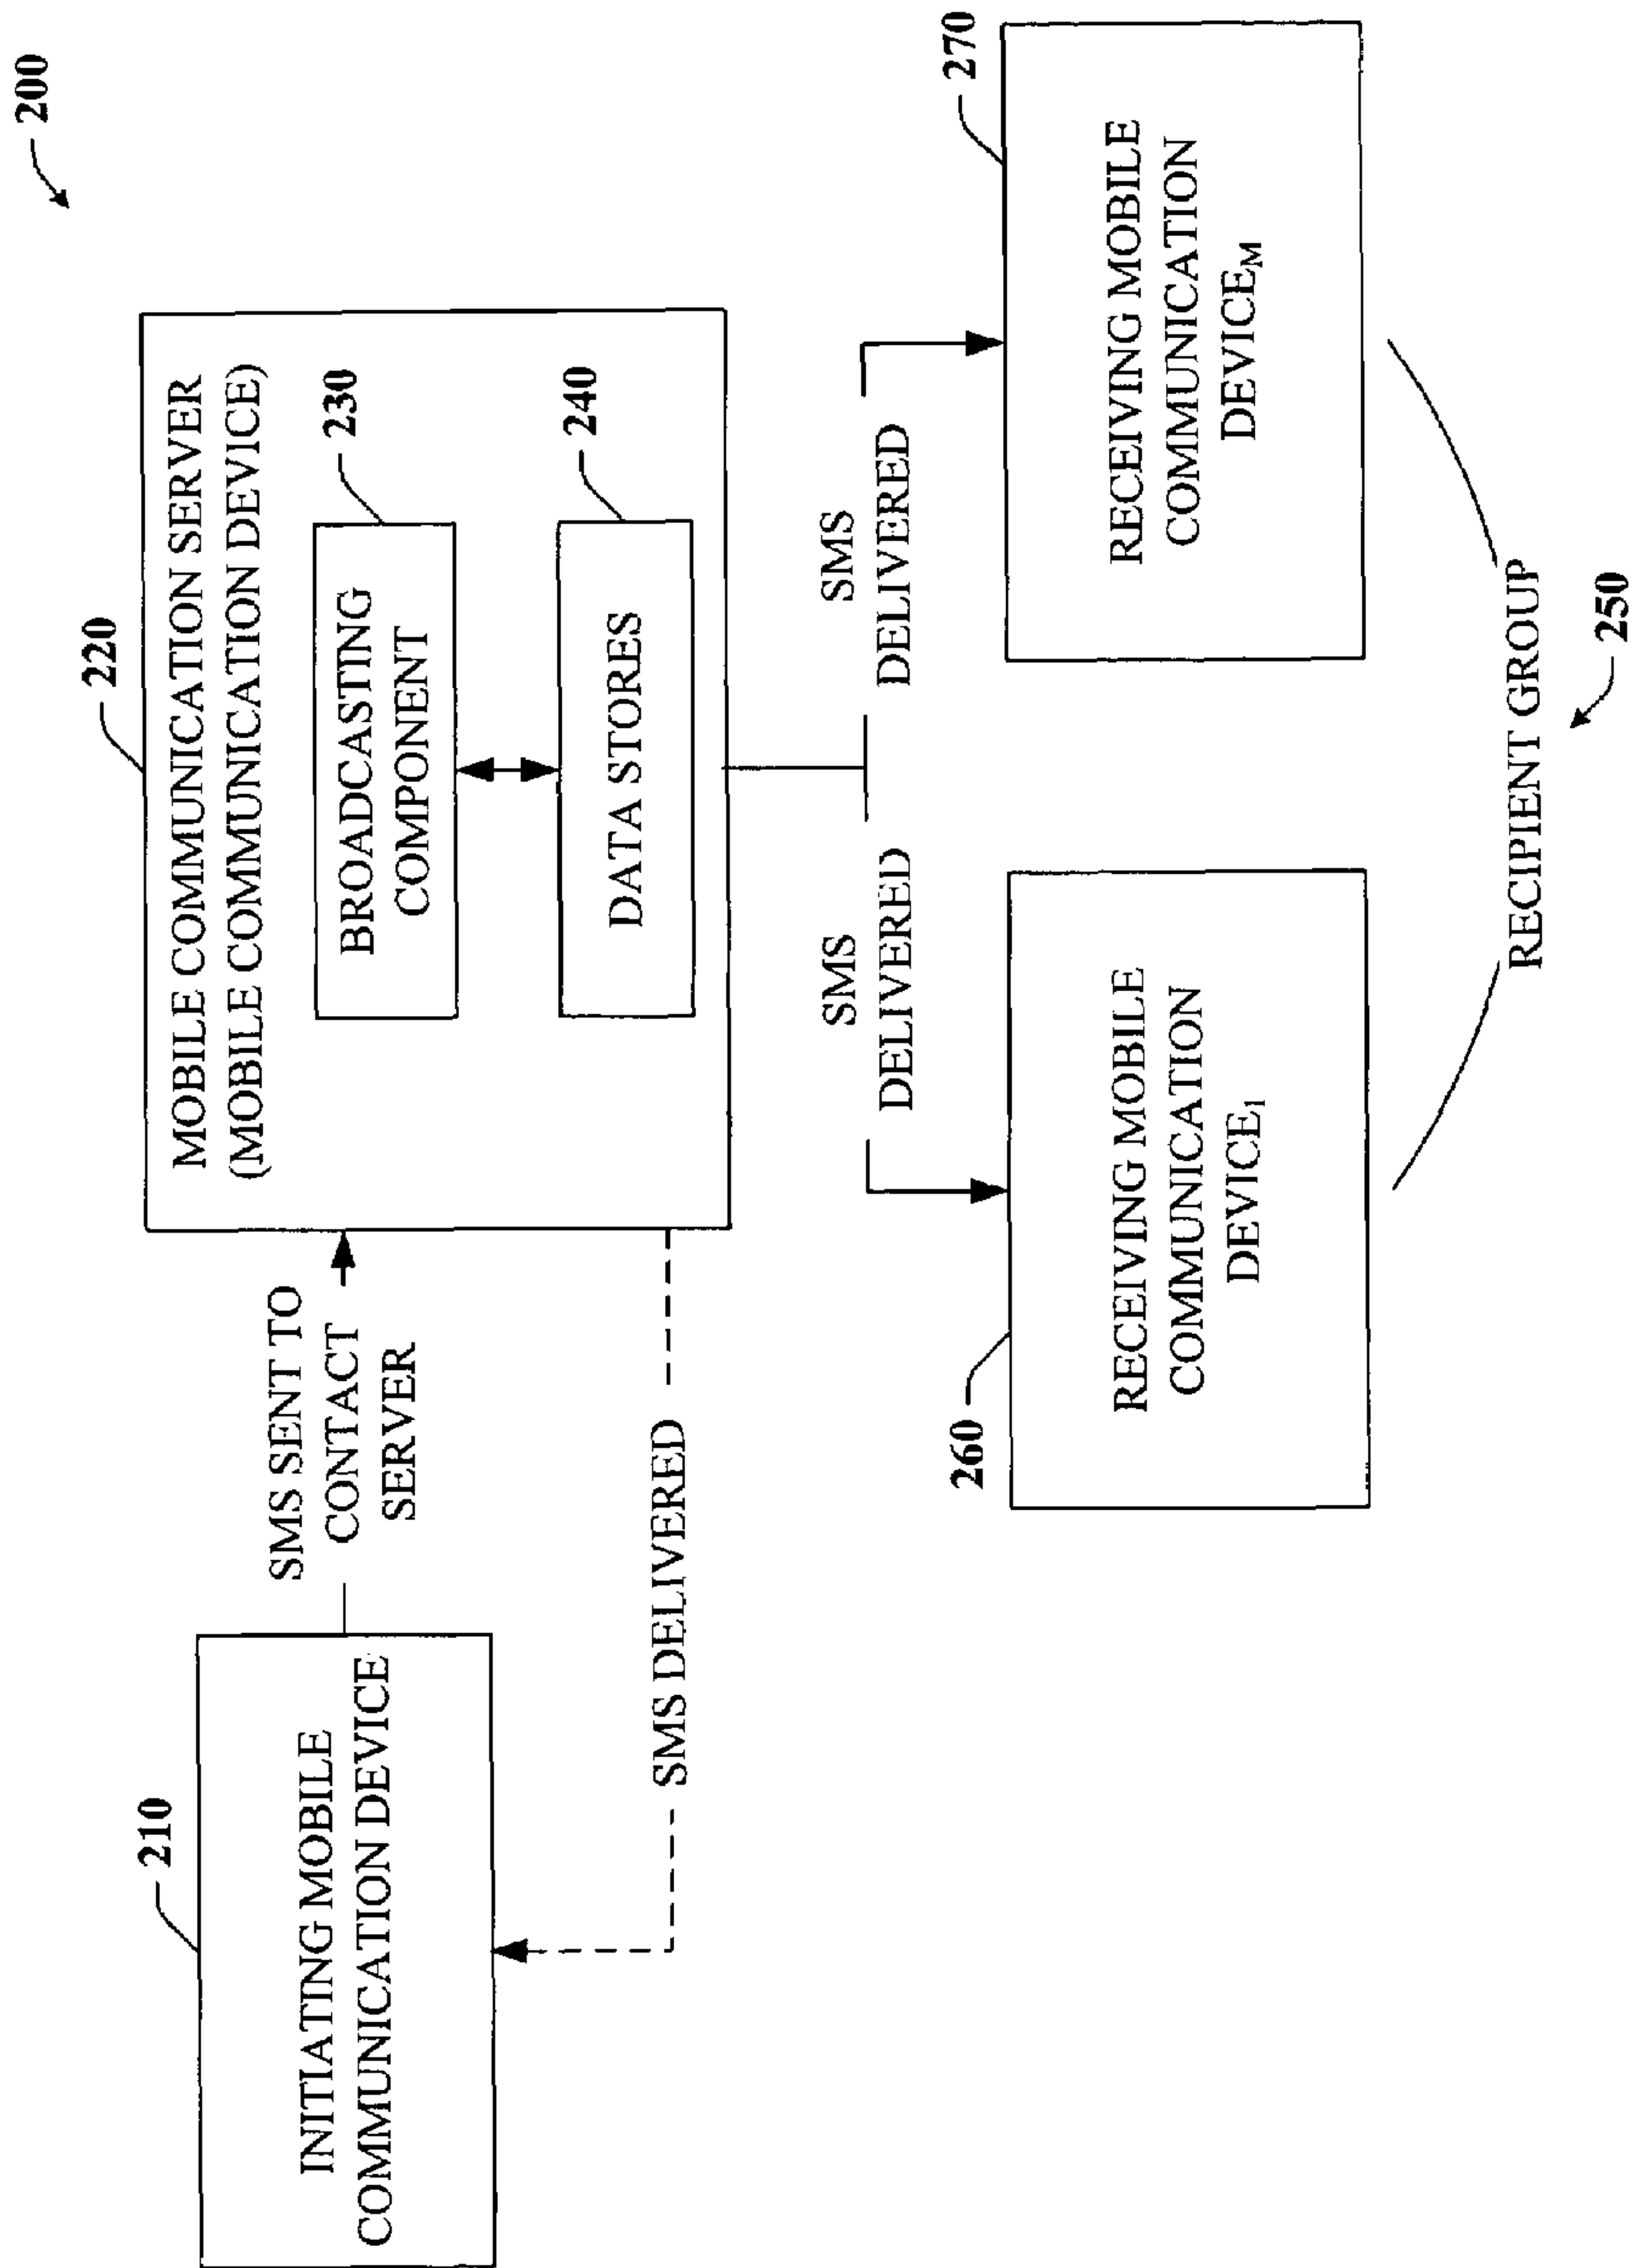 200
210
INITIATING MOBILE
COMMUNICATION DEVICE
SMS SENT TO
CONTACT
SERVER
SMS DELIVERED
220
MOBILE COMMUNICATION SERVER
(MOBILE COMMUNICATION DEVICE)
230
BROADCASTING
COMPONENT
240
DATA STORES
SMS
DELIVERED
SMS
DELIVERED
260
RECEIVING MOBILE
COMMUNICATION
DEVICE1
270
RECEIVING MOBILE
COMMUNICATION
DEVICEM
RECIPIENT GROUP
250